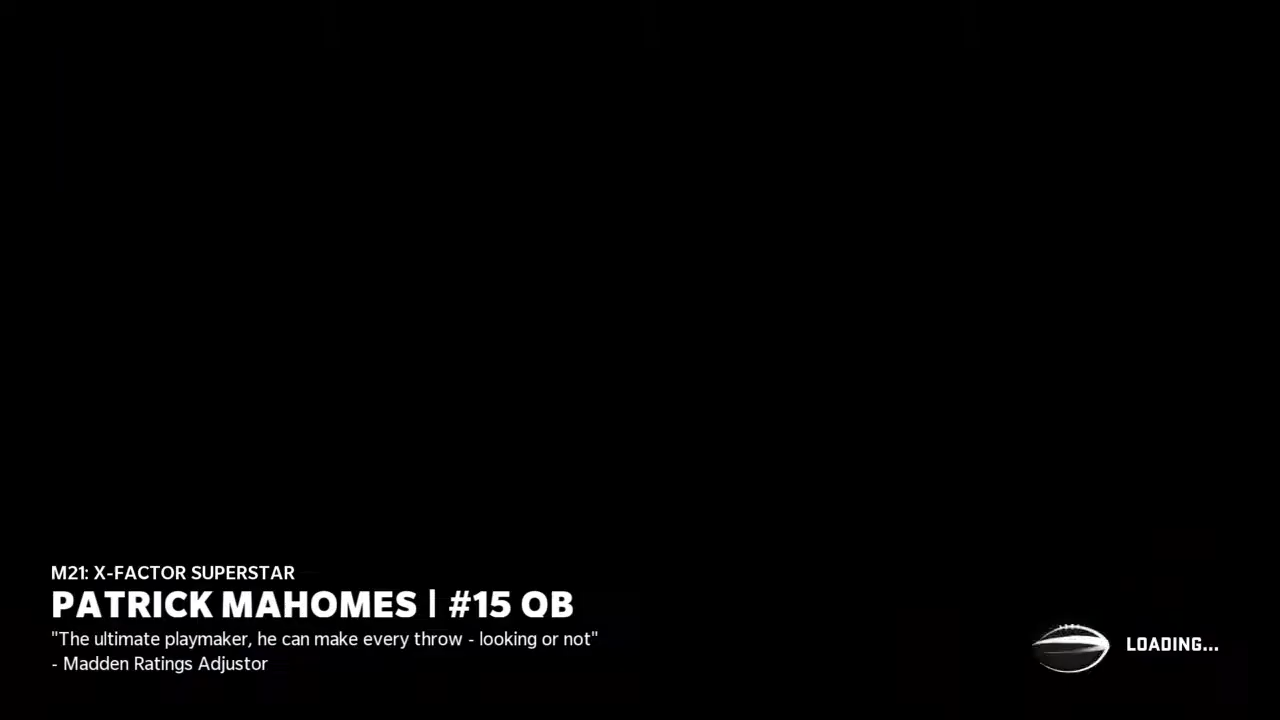 M21: X-FACTOR SUPERSTAR
PATRICK MAHOMES | #15 QB
"The ultimate playmaker, he can make every throw - looking or not"
- Madden Ratings Adjustor
LOADING...